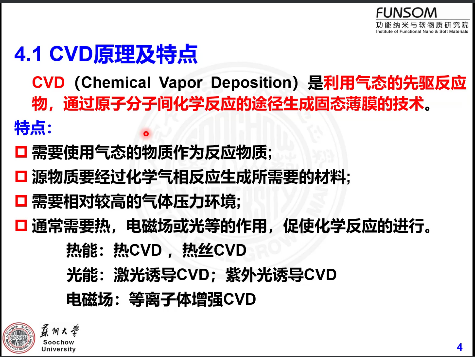 FUNSOM
功能纳米与软物质研究院
Institute of Functional Nano & Soft Materials
4.1 CVD原理及特点
CVD（Chemical Vapor Deposition）是利用气态的先驱反应
物，通过原子分子间化学反应的途径生成固态薄膜的技术。
特点：
需要使用气态的物质作为反应物质;
源物质要经过化学气相反应生成所需要的材料;
需要相对较高的气体压力环境;
通常需要热，电磁场或光等的作用，促使化学反应的进行。
热能：热CVD ，热丝CVD
光能：激光诱导CVD；紫外光诱导CVD
电磁场：等离子体增强CVD
蘇州大學
Soochow
University
4